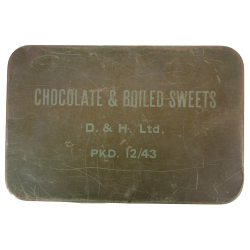 CHOCOLATE & BOILED SWEETS
D. & H. Ltd.
PKD. 12/43